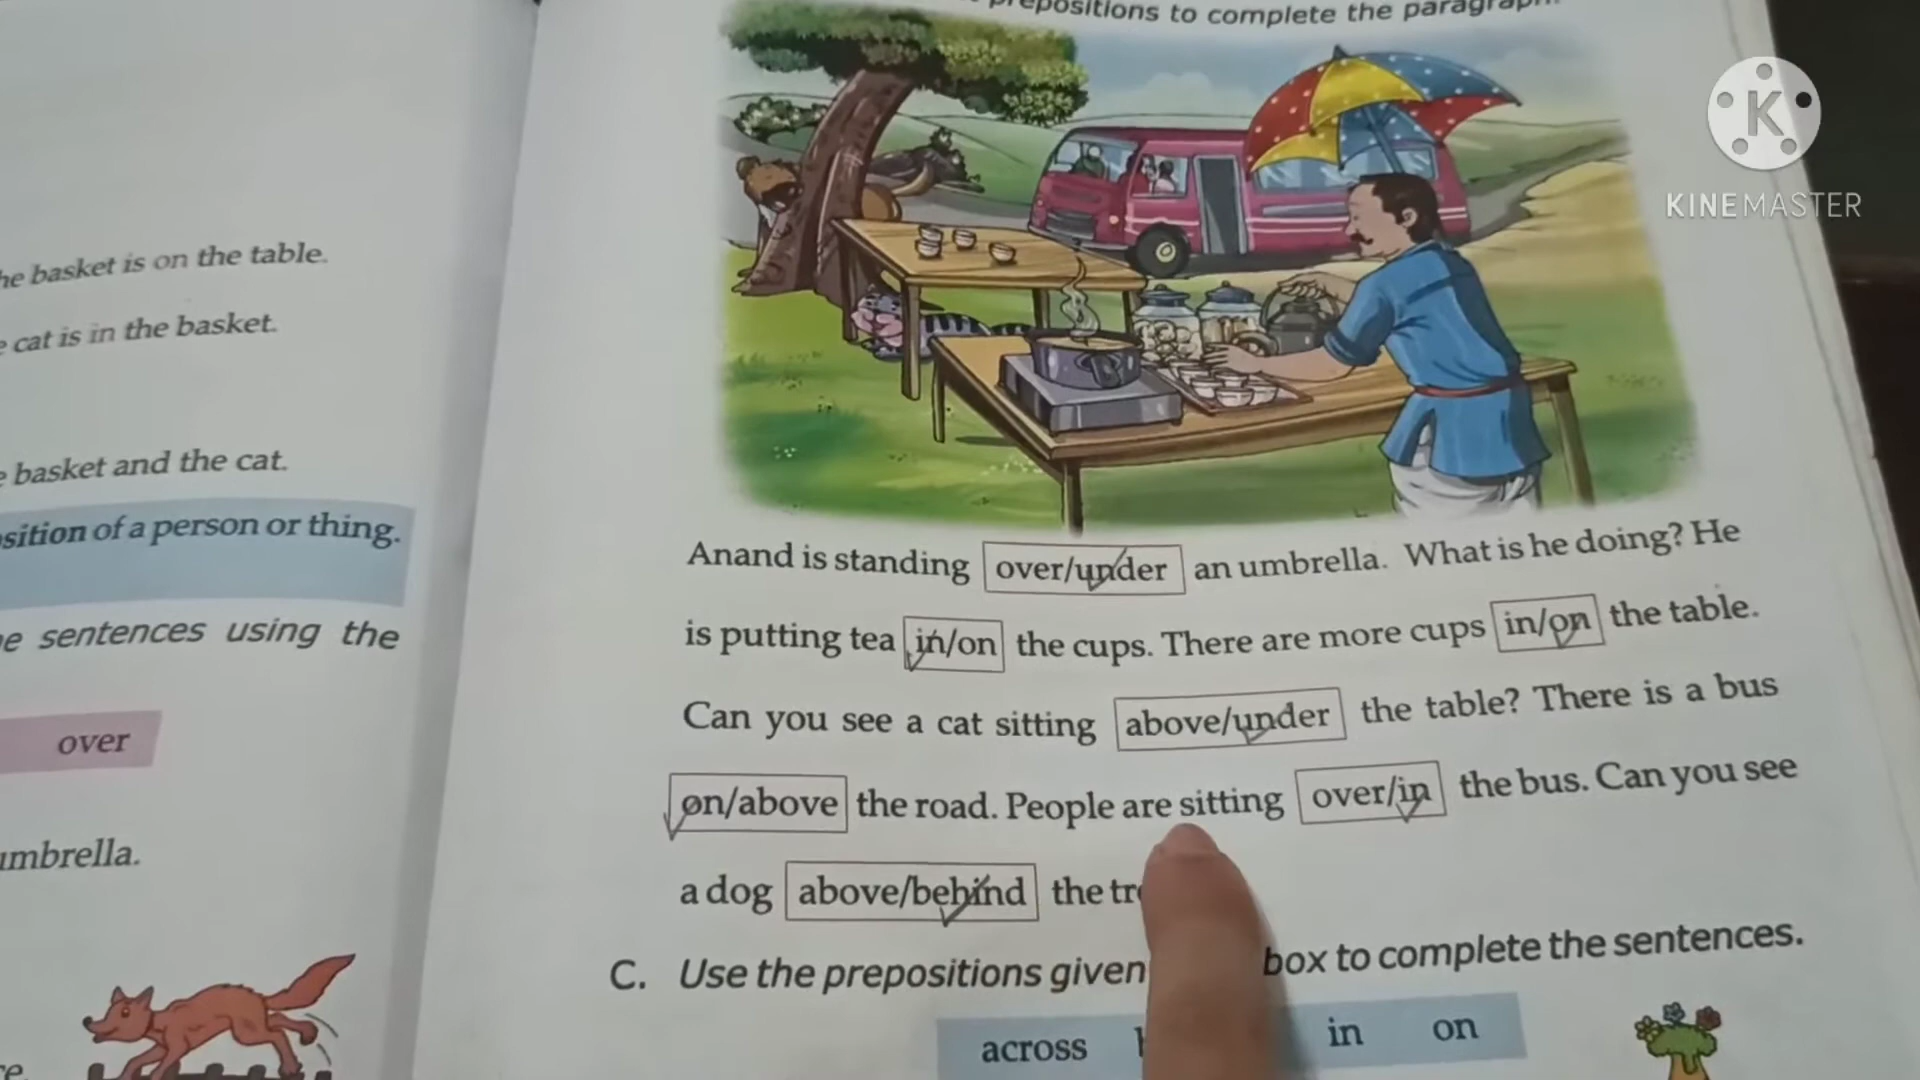 prepositions to complete the paragraph.
KINEMASTER
basket is on the table.
cat is in the basket.
basket and the cat.
of a person or thing.
sentences using the
over
umbrella.
Anand is standing over/under an umbrella. What is he doing? He
is putting tea in/on the cups. There are more cups in/on the table.
Can you see a cat sitting above/under the table? There is a bus
on/above the road. People are sitting over/in the bus. Can you see
a dog above/behind the
C. Use the prepositions given box to complete the sentences.
across in on